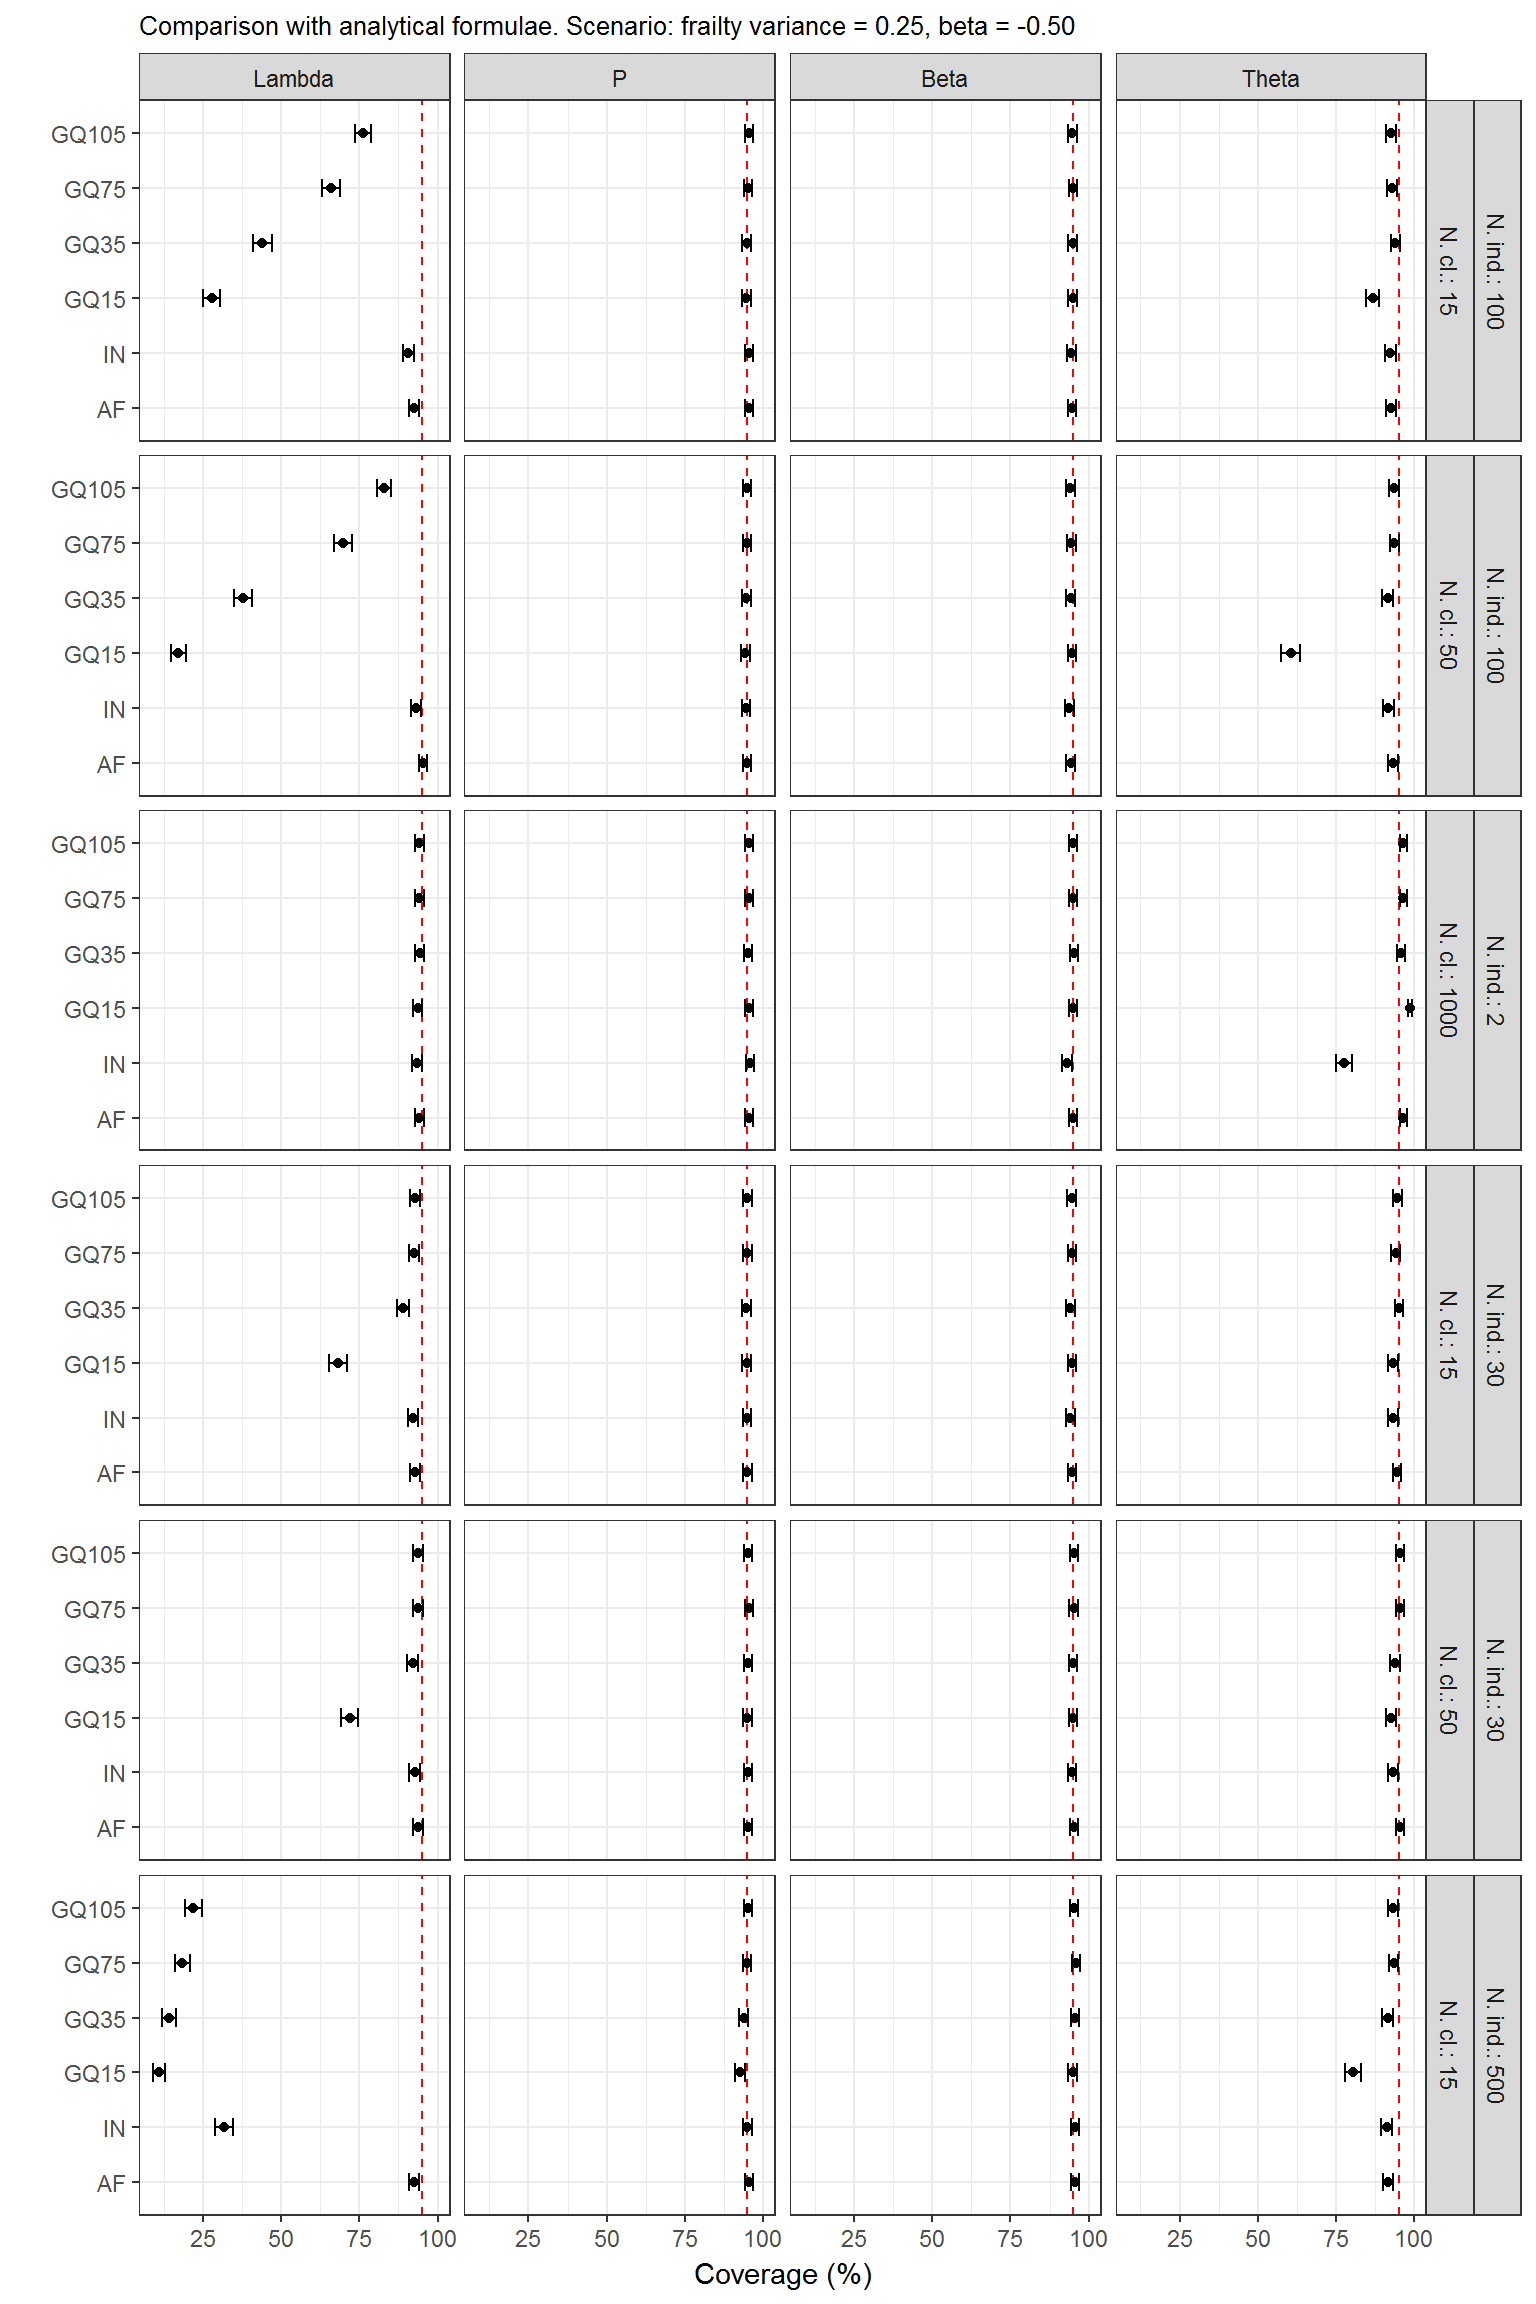 Comparison with analytical formulae. Scenario: frailty variance = 0.25, beta = -0.50
Lambda P Beta Theta
GQ105
GQ75
GQ35
GQ15
IN
AF
N. cl.: 15
N. ind.: 100
GQ105
GQ75
GQ35
GQ15
IN
AF
N. cl.: 50
N. ind.: 100
GQ105
GQ75
GQ35
GQ15
IN
AF
N. cl.: 1000
N. ind.: 2
GQ105
GQ75
GQ35
GQ15
IN
AF
N. cl.: 15
N. ind.: 30
GQ105
GQ75
GQ35
GQ15
IN
AF
N. cl.: 50
N. ind.: 30
GQ105
GQ75
GQ35
GQ15
IN
AF
N. cl.: 15
N. ind.: 500
25 50 75 100 25 50 75 100 25 50 75 100 25 50 75 100
Coverage (%)